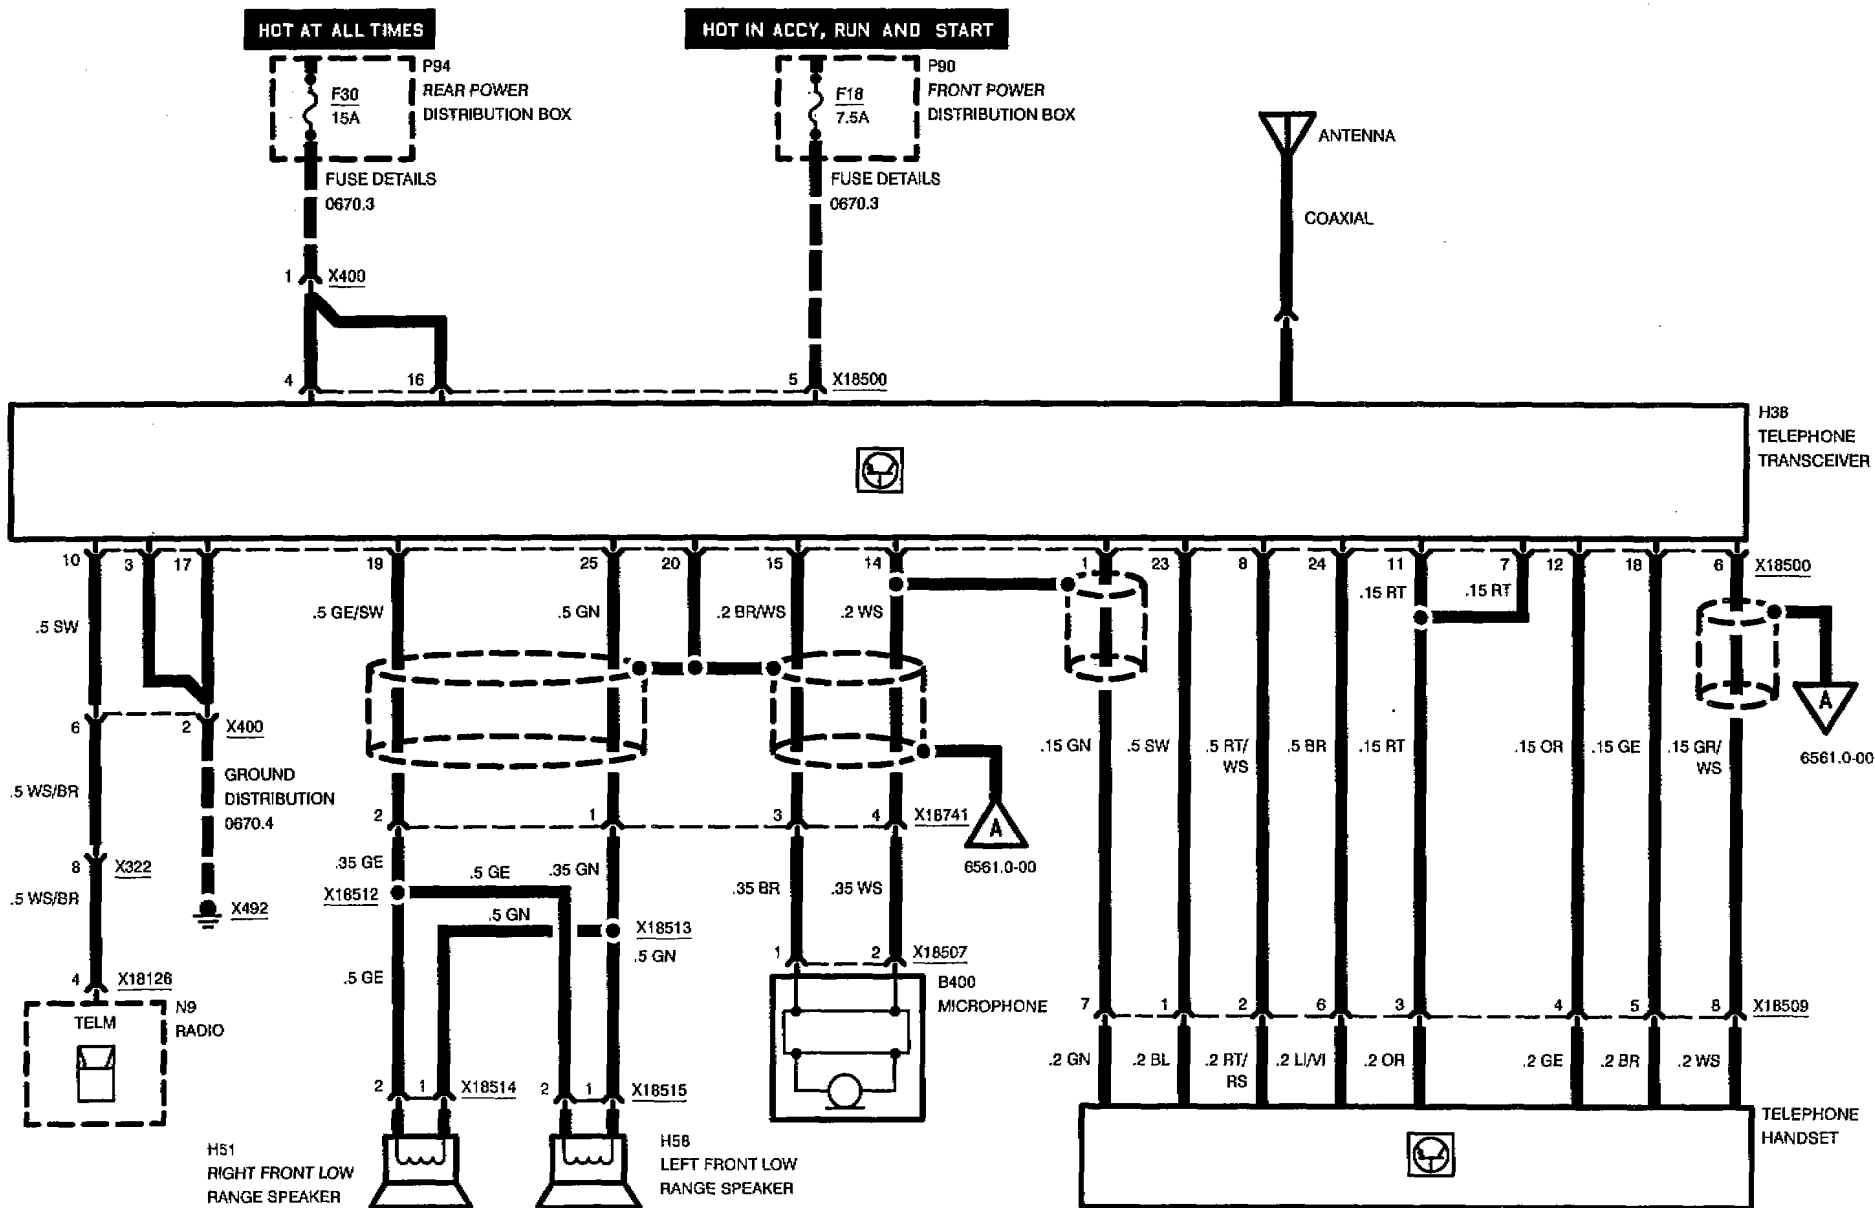 HOT AT ALL TIMES
HOT IN ACCY, RUN AND START
P94
REAR POWER
DISTRIBUTION BOX
F30
15A
P90
FRONT POWER
DISTRIBUTION BOX
F18
7.5A
ANTENNA
FUSE DETAILS
0670.3
FUSE DETAILS
0670.3
COAXIAL
1 X400
4 16 5 X18500
H38
TELEPHONE
TRANSCEIVER
10 3 17 19 25 20 15 14 1 23 8 24 11 7 12 18 6 X18500
.15 RT .15 RT
.5 SW .5 GE/SW .5 GN .2 BR/WS .2 WS
A
6 2 X400
.15 GN .5 SW .5 RT/
WS .5 BR .15 RT .15 OR .15 GE .15 GR/
WS
6561.0-00
GROUND
DISTRIBUTION
0670.4
.5 WS/BR
2 1 3 4 X18741
A
6561.0-00
8 X322
.35 GE .5 GE .35 GN
.5 WS/BR
X18512
.35 BR .35 WS
X492
.5 GN
X18513
.5 GN
1 2 X18507
.5 GE
4 X18126
B400
MICROPHONE
N9
RADIO
TELM
7 1 2 6 3 4 5 8 X18509
.2 GN .2 BL .2 RT/
RS .2 LI/VI .2 OR .2 GE .2 BR .2 WS
2 1 X18514 2 1 X18515
TELEPHONE
HANDSET
H51
RIGHT FRONT LOW
RANGE SPEAKER
H58
LEFT FRONT LOW
RANGE SPEAKER